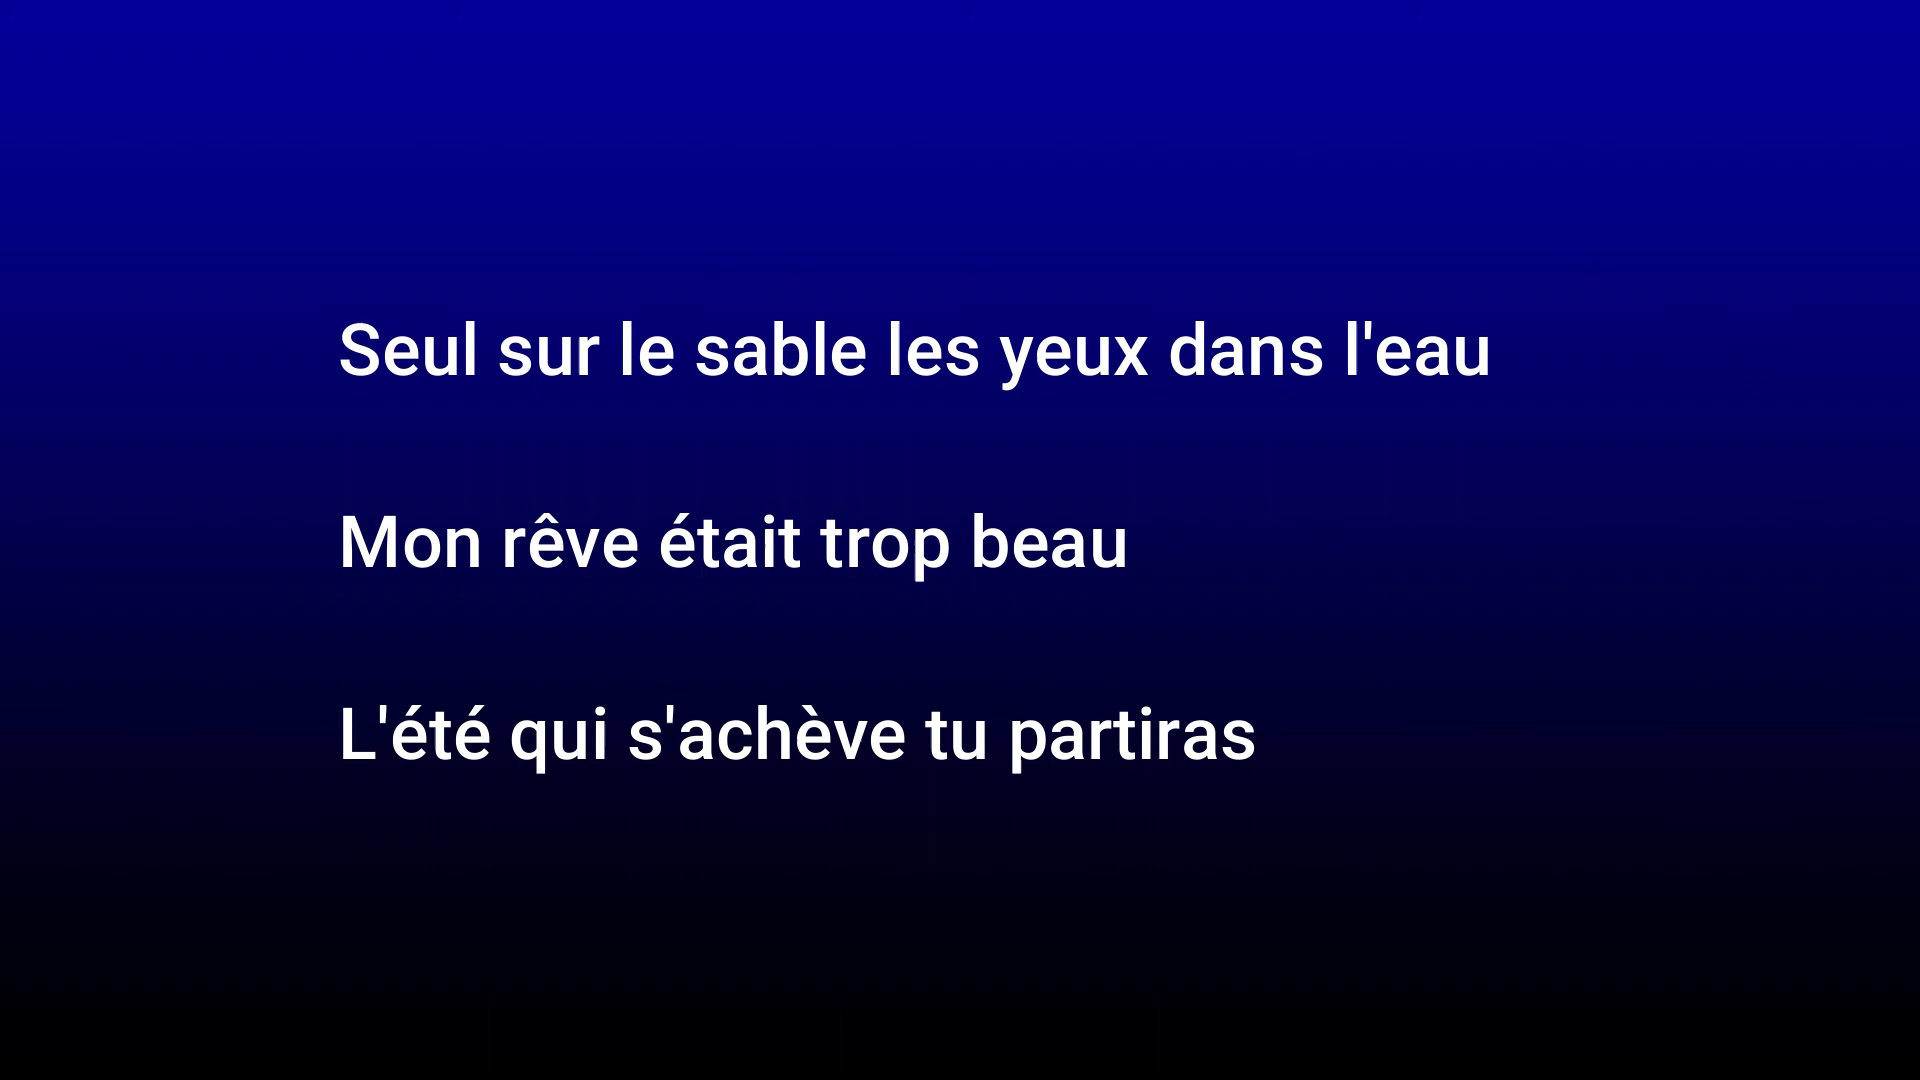 Seul sur le sable les yeux dans l'eau
Mon rêve était trop beau
L'été qui s'achève tu partiras